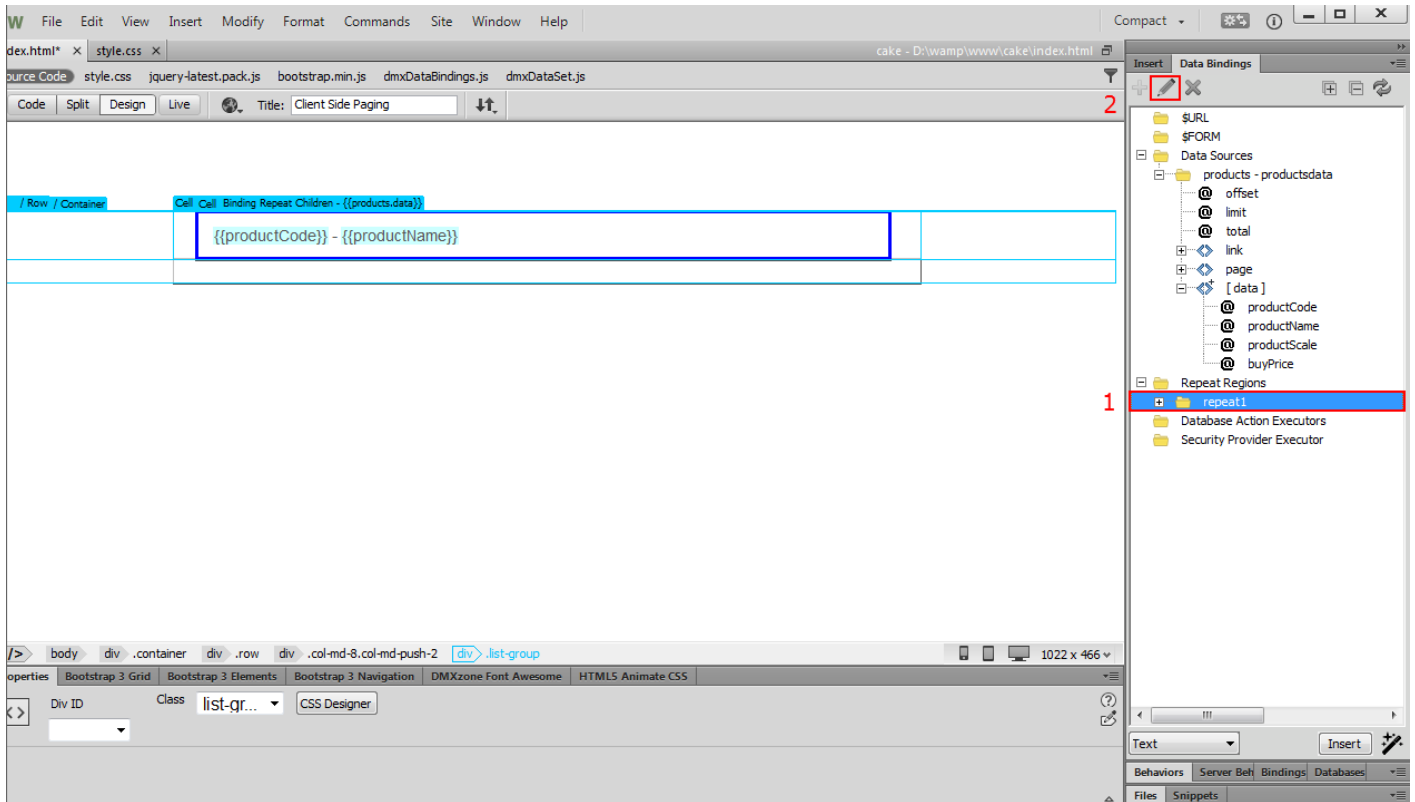 W File Edit View Insert Modify Format Commands Site Window Help Compact
dex.html* × style.css × cake - D:\wamp\www\cake\index.html
ource Code style.css jquery-latest.pack.js bootstrap.min.js dmxDataBindings.js dmxDataSet.js
Code Split Design Live Title: Client Side Paging
/ Row / Container Cell Cell Binding Repeat Children - {{products.data}}
{{productCode}} - {{productName}}
/> body div .container div .row div .col-md-8.col-md-push-2 div .list-group 1022 x 466
operties Bootstrap 3 Grid Bootstrap 3 Elements Bootstrap 3 Navigation DMXzone Font Awesome HTML5 Animate CSS
Div ID Class list-gr... CSS Designer
Insert Data Bindings
2
$URL
$FORM
Data Sources
products - productsdata
offset
limit
total
link
page
[ data ]
productCode
productName
productScale
buyPrice
Repeat Regions
1 repeat1
Database Action Executors
Security Provider Executor
Text Insert
Behaviors Server Beh Bindings Databases
Files Snippets